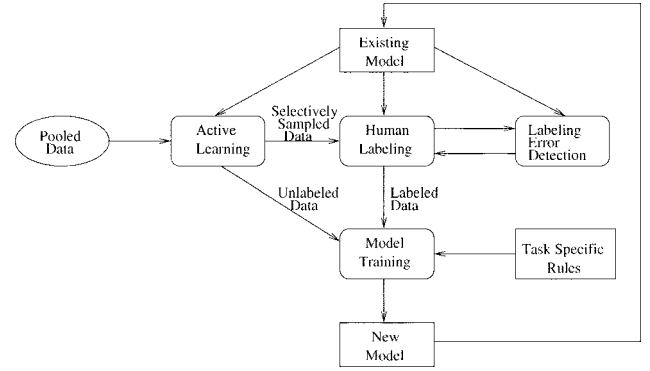 Existing
Model
Pooled
Data
Active
Learning
Selectively
Sampled
Data
Human
Labeling
Labeling
Error
Detection
Unlabeled
Data
Labeled
Data
Model
Training
Task Specific
Rules
New
Model